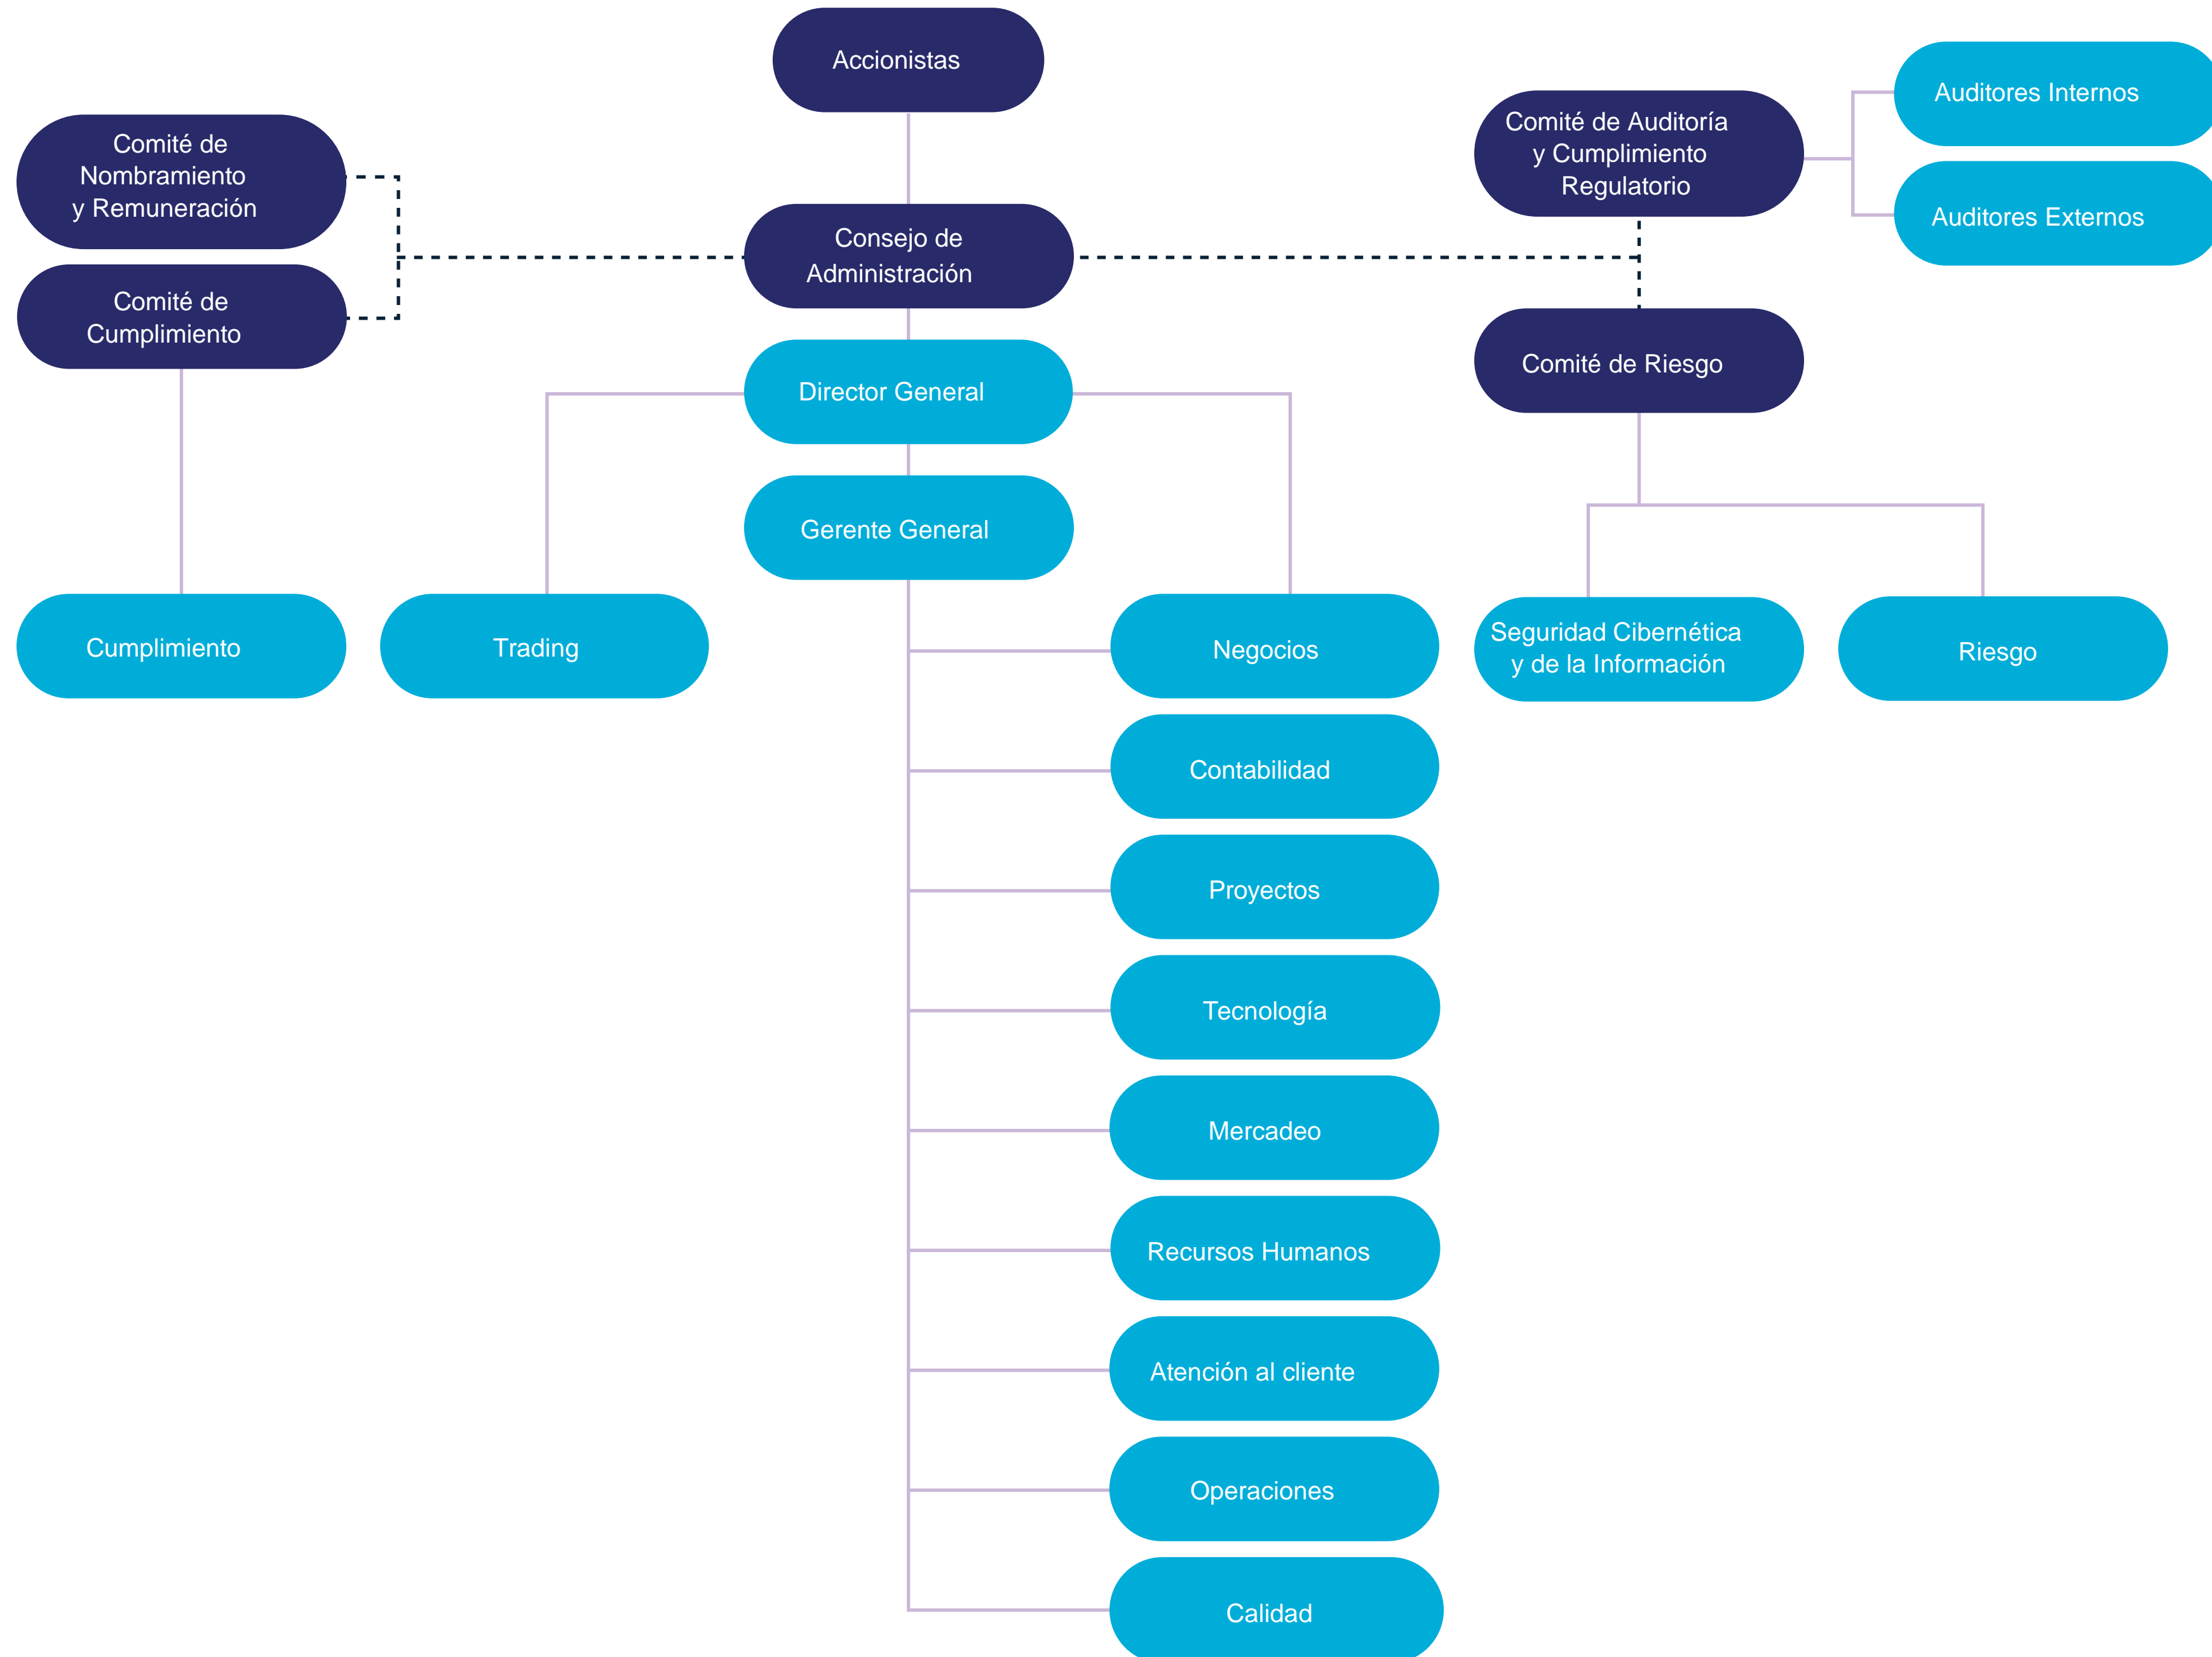 Accionistas
Auditores Internos
Comité de Auditoría
y Cumplimiento
Regulatorio
Comité de
Nombramiento
y Remuneración
Auditores Externos
Consejo de
Administración
Comité de
Cumplimiento
Comité de Riesgo
Director General
Gerente General
Cumplimiento
Trading
Negocios
Seguridad Cibernética
y de la Información
Riesgo
Contabilidad
Proyectos
Tecnología
Mercadeo
Recursos Humanos
Atención al cliente
Operaciones
Calidad